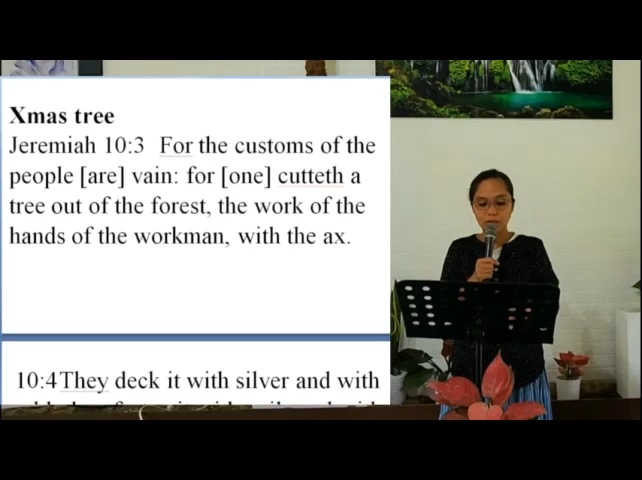 Xmas tree
Jeremiah 10:3 For the customs of the
people [are] vain: for [one] cutteth a
tree out of the forest, the work of the
hands of the workman, with the ax.
10:4They deck it with silver and with